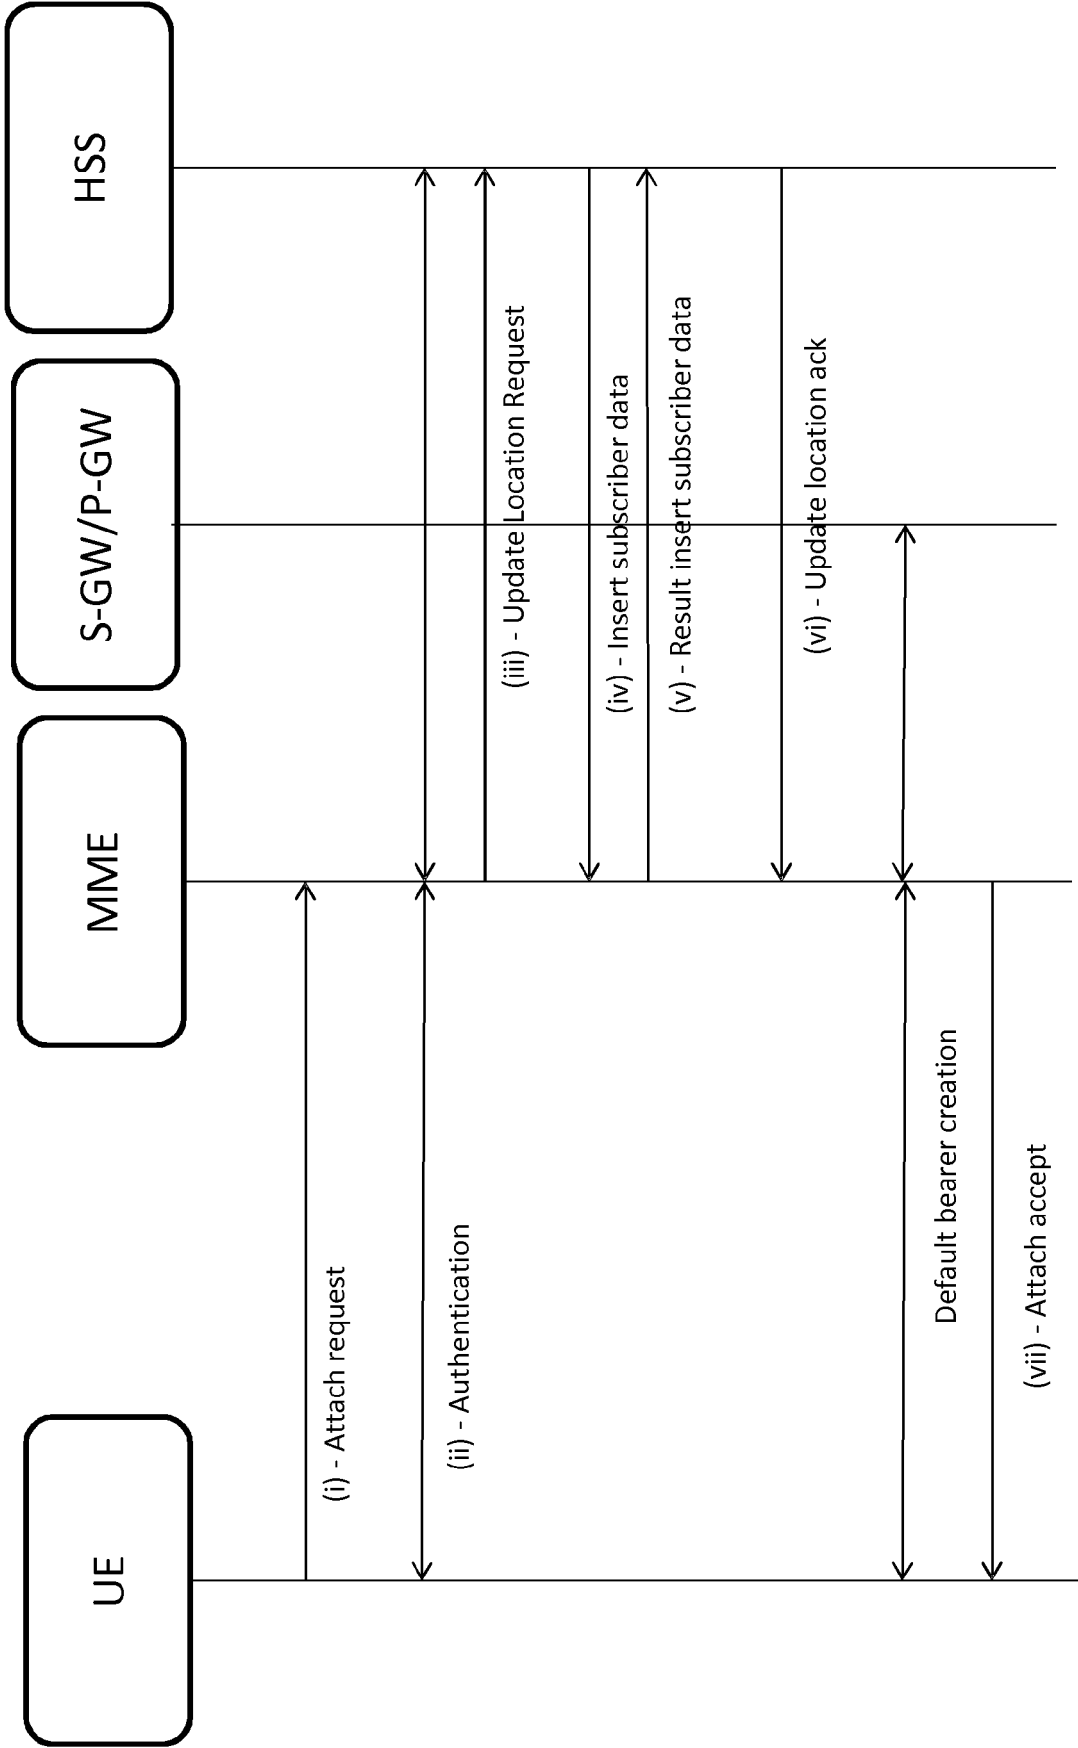 UE
MME
S-GW/P-GW
HSS
(i) - Attach request
(ii) - Authentication
(iii) - Update Location Request
(iv) - Insert subscriber data
(v) - Result insert subscriber data
(vi) - Update location ack
Default bearer creation
(vii) - Attach accept